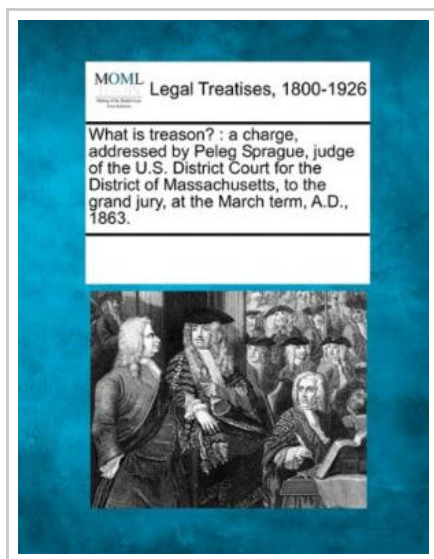 MOML
Legal Treatises, 1800-1926
What is treason? : a charge,
addressed by Peleg Sprague, judge
of the U.S. District Court for the
District of Massachusetts, to the
grand jury, at the March term, A.D.,
1863.